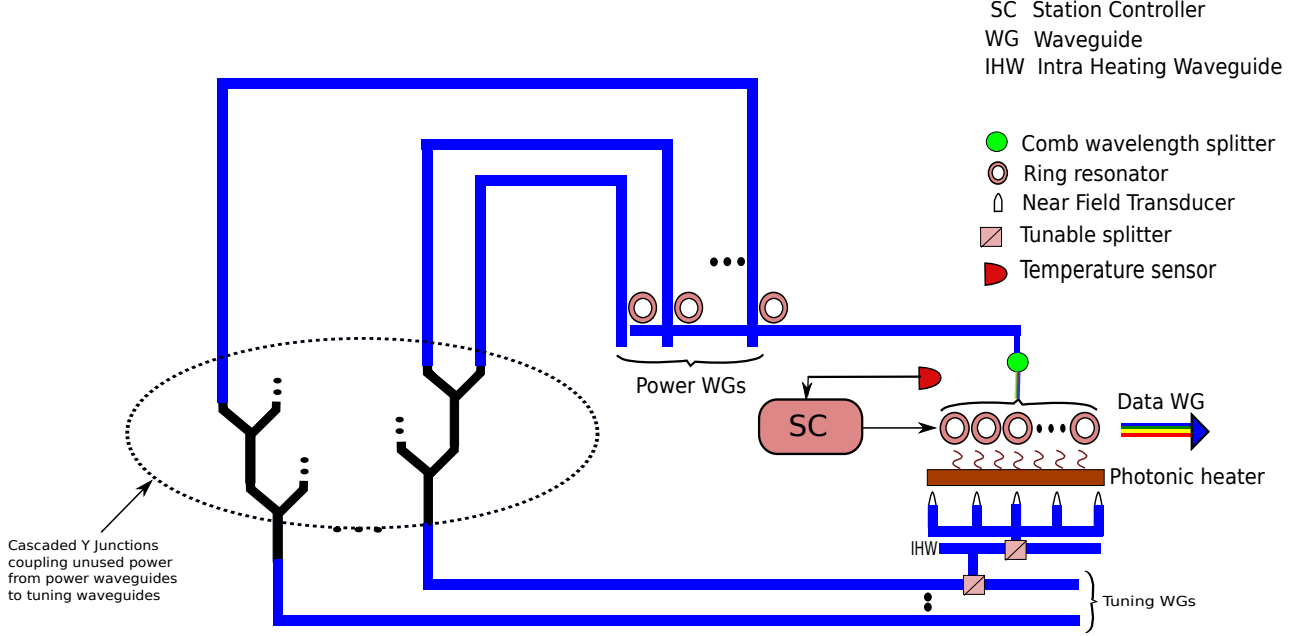 SC Station Controller
WG Waveguide
IHW Intra Heating Waveguide
Comb wavelength splitter
Ring resonator
Near Field Transducer
Tunable splitter
Temperature sensor
Power WGs
SC
Data WG
Photonic heater
IHW
Cascaded Y Junctions
coupling unused power
from power waveguides
to tuning waveguides
Tuning WGs